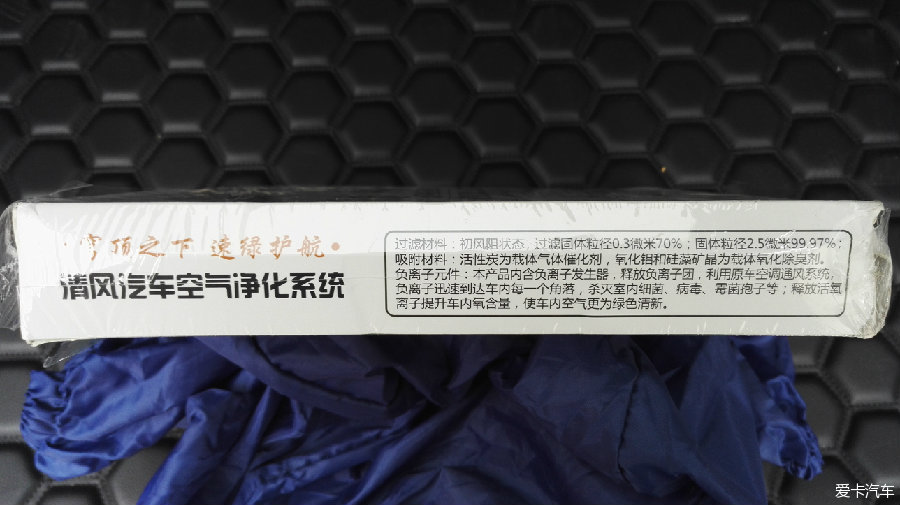 穹顶之下 速绿护航
清风汽车空气净化系统
过滤材料：初风阻状态，过滤固体粒径0.3微米70%；固体粒径2.5微米99.97%；
吸附材料：活性炭为载体气体催化剂，氧化锆和硅藻矿晶为载体氧化除臭剂。
负离子元件：本产品内含负离子发生器，释放负离子团，利用原车空调通风系统，
负离子迅速到达车内每一个角落，杀灭室内细菌、病毒、霉菌孢子等；释放活氧
离子提升车内氧含量，使车内空气更为绿色清新。
爱卡汽车